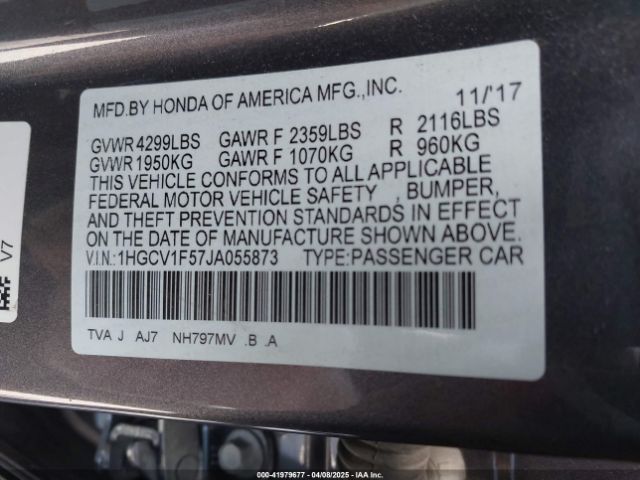 MFD.BY HONDA OF AMERICA MFG.,INC. 11/'17
GVWR 4299LBS GAWR F 2359LBS R 2116LBS
GVWR 1950KG GAWR F 1070KG R 960KG
THIS VEHICLE CONFORMS TO ALL APPLICABLE
FEDERAL MOTOR VEHICLE SAFETY , BUMPER,
AND THEFT PREVENTION STANDARDS IN EFFECT
ON THE DATE OF MANUFACTURE SHOWN ABOVE.
V.I.N.: 1HGCV1F57JA055873 TYPE:PASSENGER CAR
TVA J AJ7 NH797MV .B .A
V7
000-41979677 - 04/08/2025 - IAA Inc.